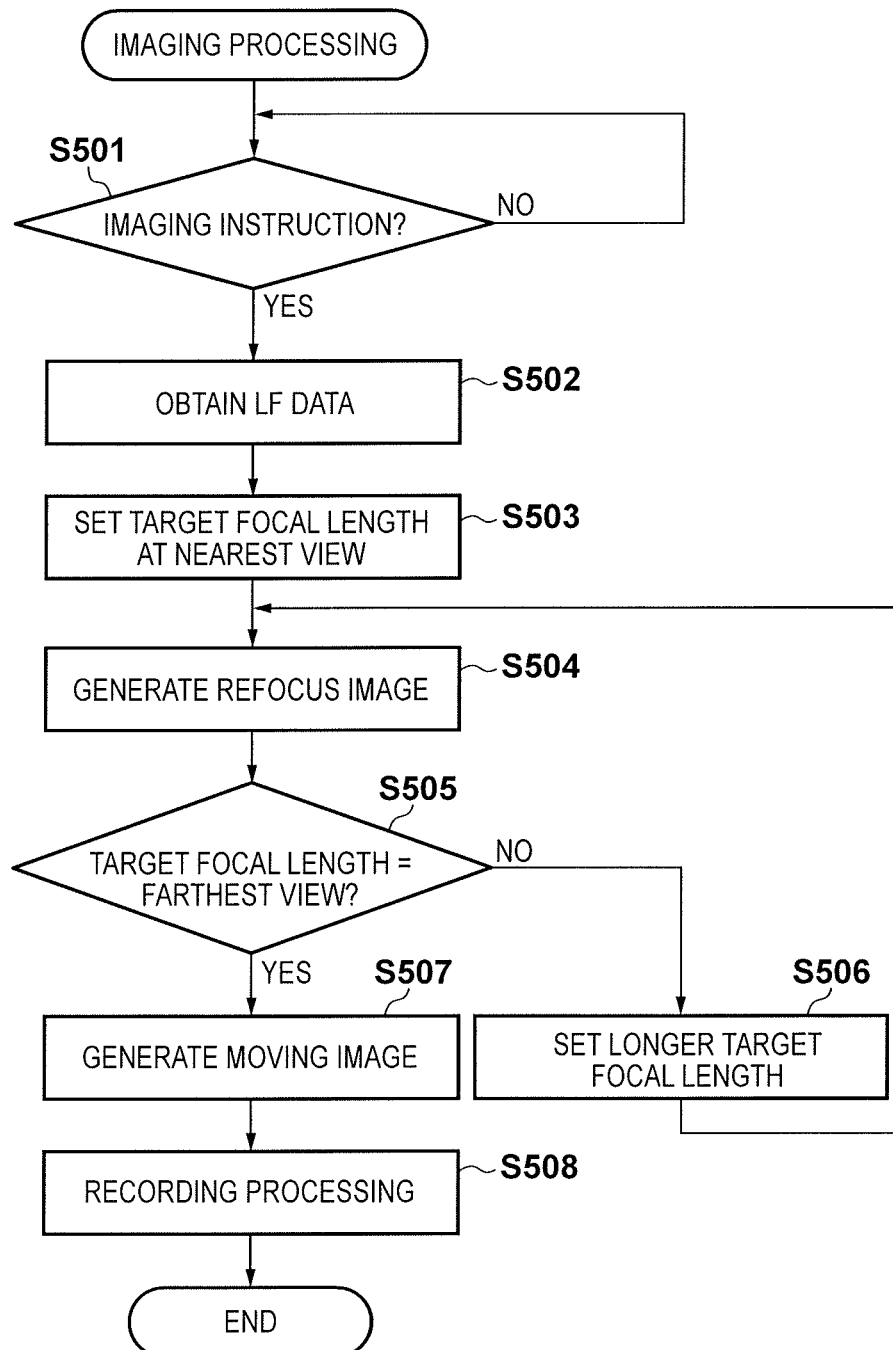 IMAGING PROCESSING
S501
IMAGING INSTRUCTION?
NO
YES
OBTAIN LF DATA
S502
SET TARGET FOCAL LENGTH
AT NEAREST VIEW
S503
GENERATE REFOCUS IMAGE
S504
S505
TARGET FOCAL LENGTH =
FARTHEST VIEW?
NO
YES
S507
GENERATE MOVING IMAGE
S506
SET LONGER TARGET
FOCAL LENGTH
RECORDING PROCESSING
S508
END